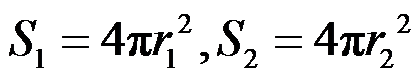 S₁ = 4πr₁², S₂ = 4πr₂²